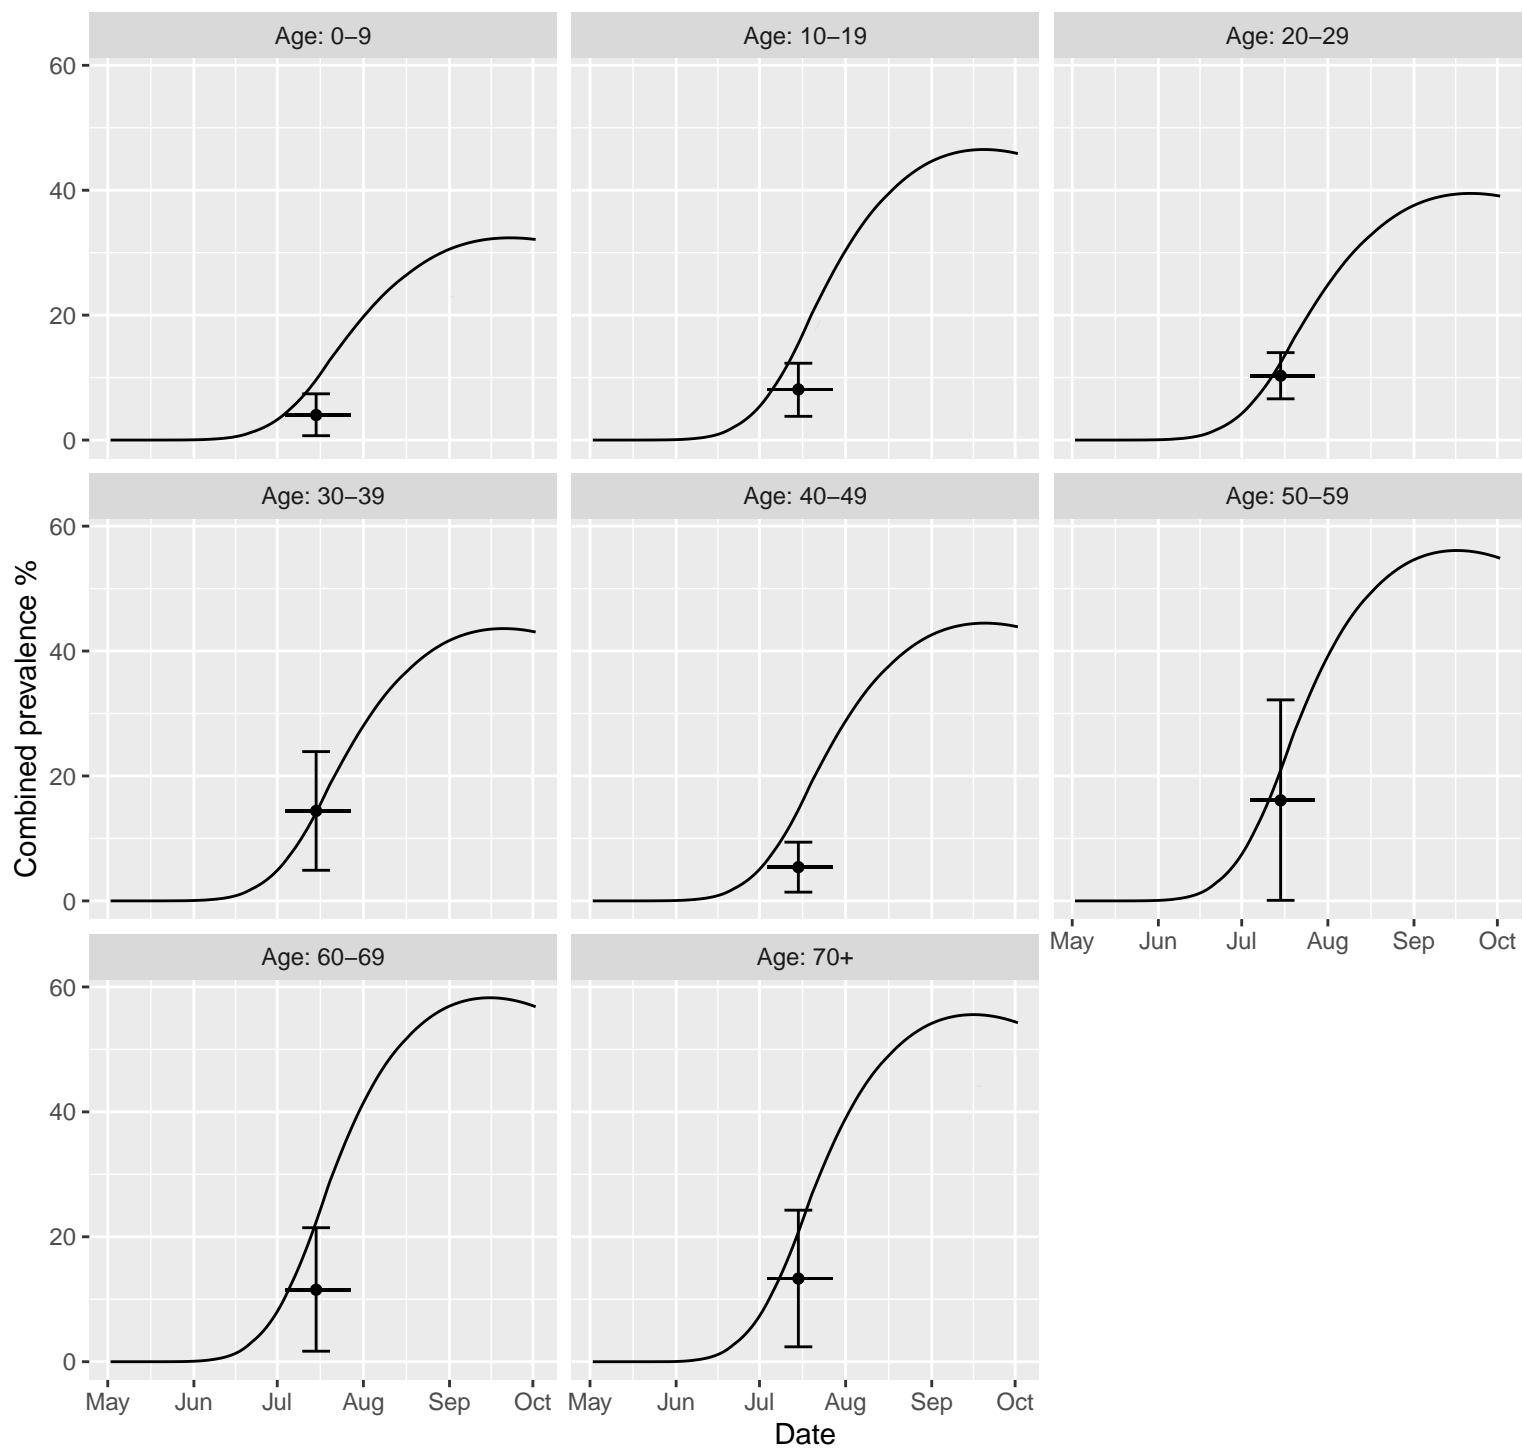 Age: 0–9
Age: 10–19
Age: 20–29
60
40
20
0
Age: 30–39
Age: 40–49
Age: 50–59
60
40
20
0
Combined prevalence %
May Jun Jul Aug Sep Oct
Age: 60–69
Age: 70+
60
40
20
0
May Jun Jul Aug Sep Oct
May Jun Jul Aug Sep Oct
Date